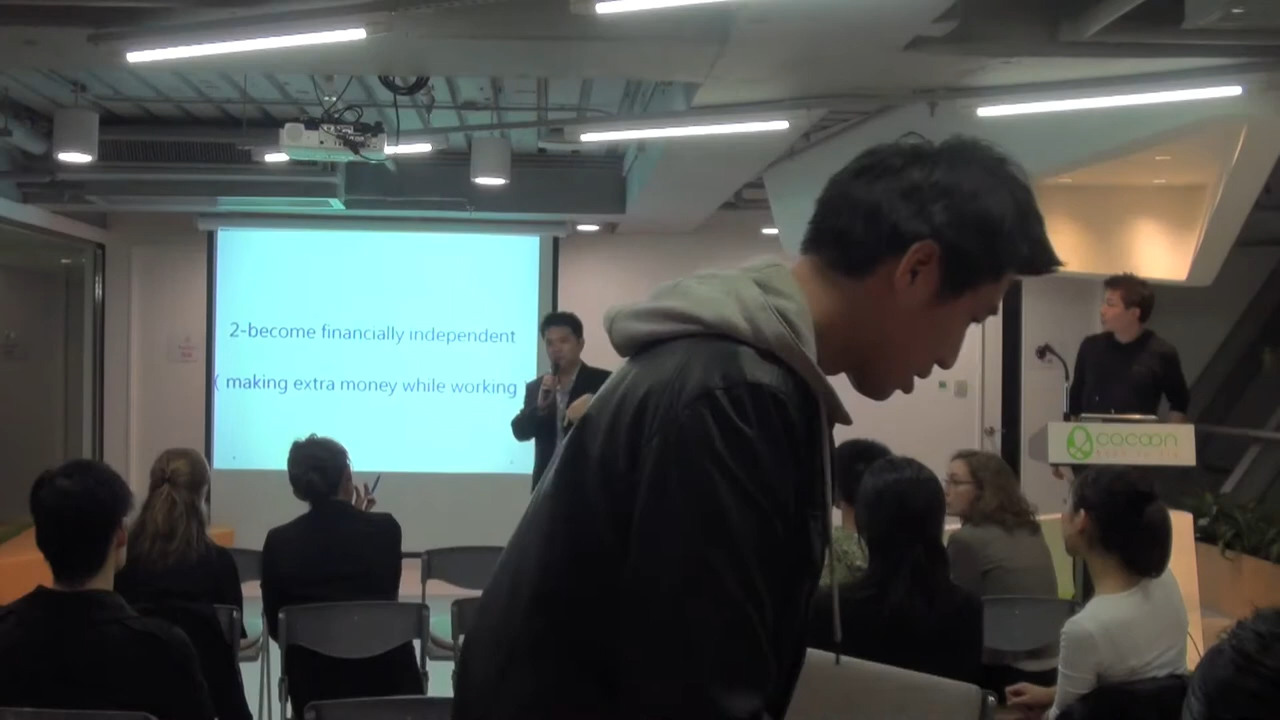 2-become financially independent
( making extra money while working
cocoon